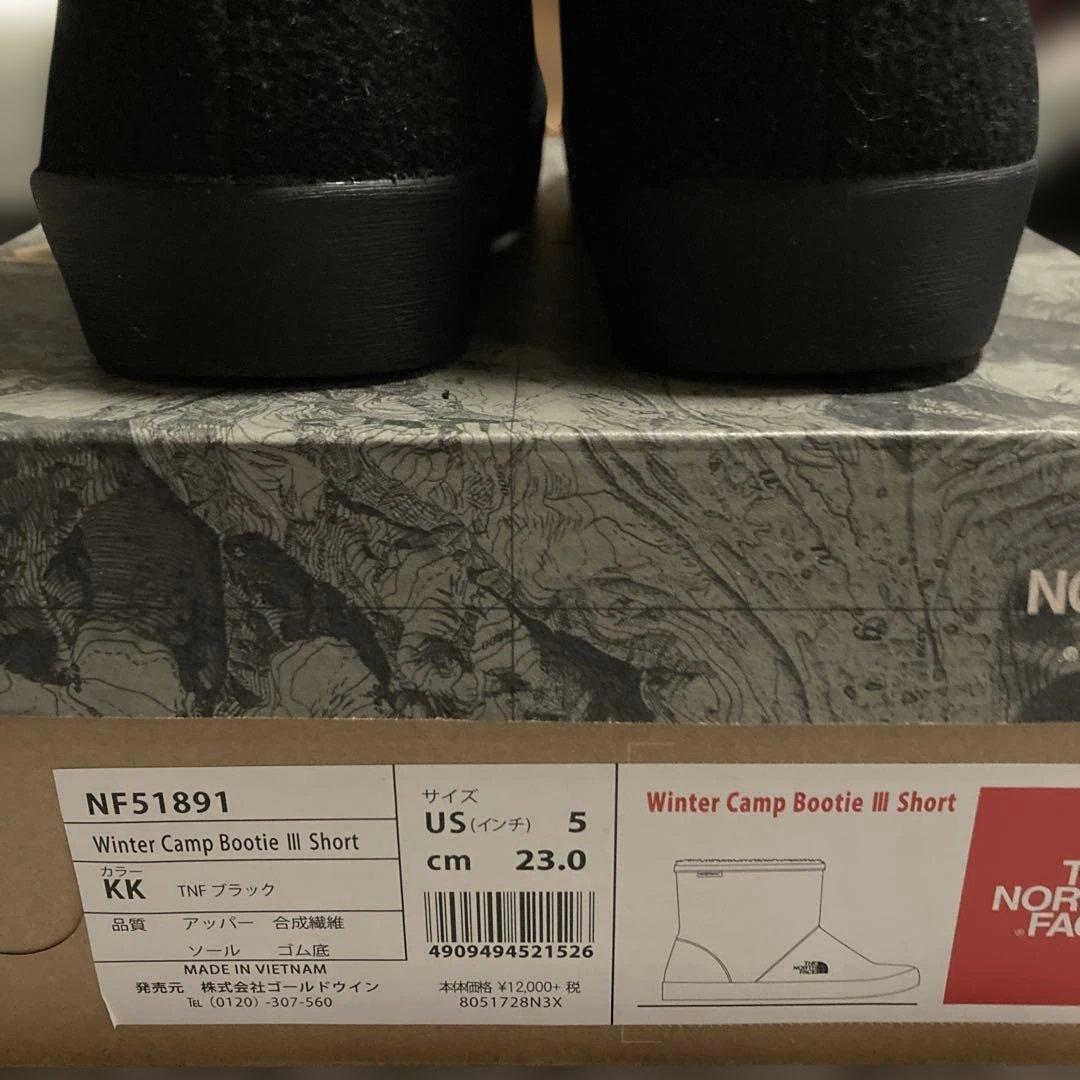 NF51891
Winter Camp Bootie III Short
カラー
KK TNF ブラック
品質 アッパー 合成繊維
ソール ゴム底
MADE IN VIETNAM
発売元 株式会社ゴールドウイン
TEL (0120) -307-560
サイズ
US (インチ) 5
cm 23.0
4909494521526
本体価格 ¥12,000+ 税
8051728N3X
Winter Camp Bootie III Short
THE
NORTH
FACE